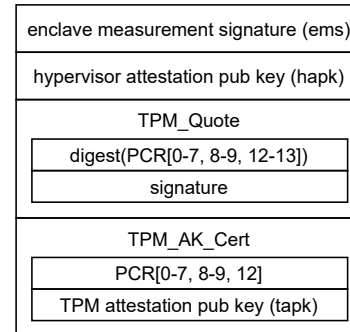 enclave measurement signature (ems)
hypervisor attestation pub key (hapk)
TPM_Quote
digest(PCR[0-7, 8-9, 12-13])
signature
TPM_AK_Cert
PCR[0-7, 8-9, 12]
TPM attestation pub key (tapk)